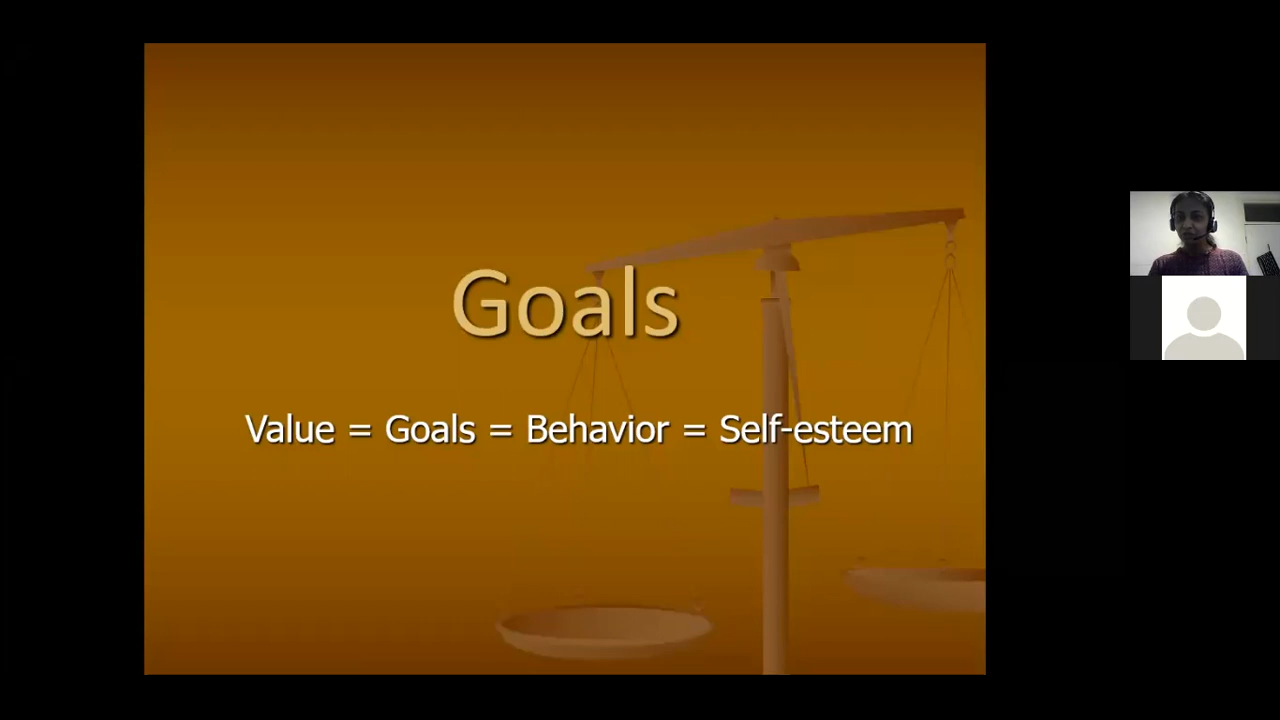 Goals
Value = Goals = Behavior = Self-esteem